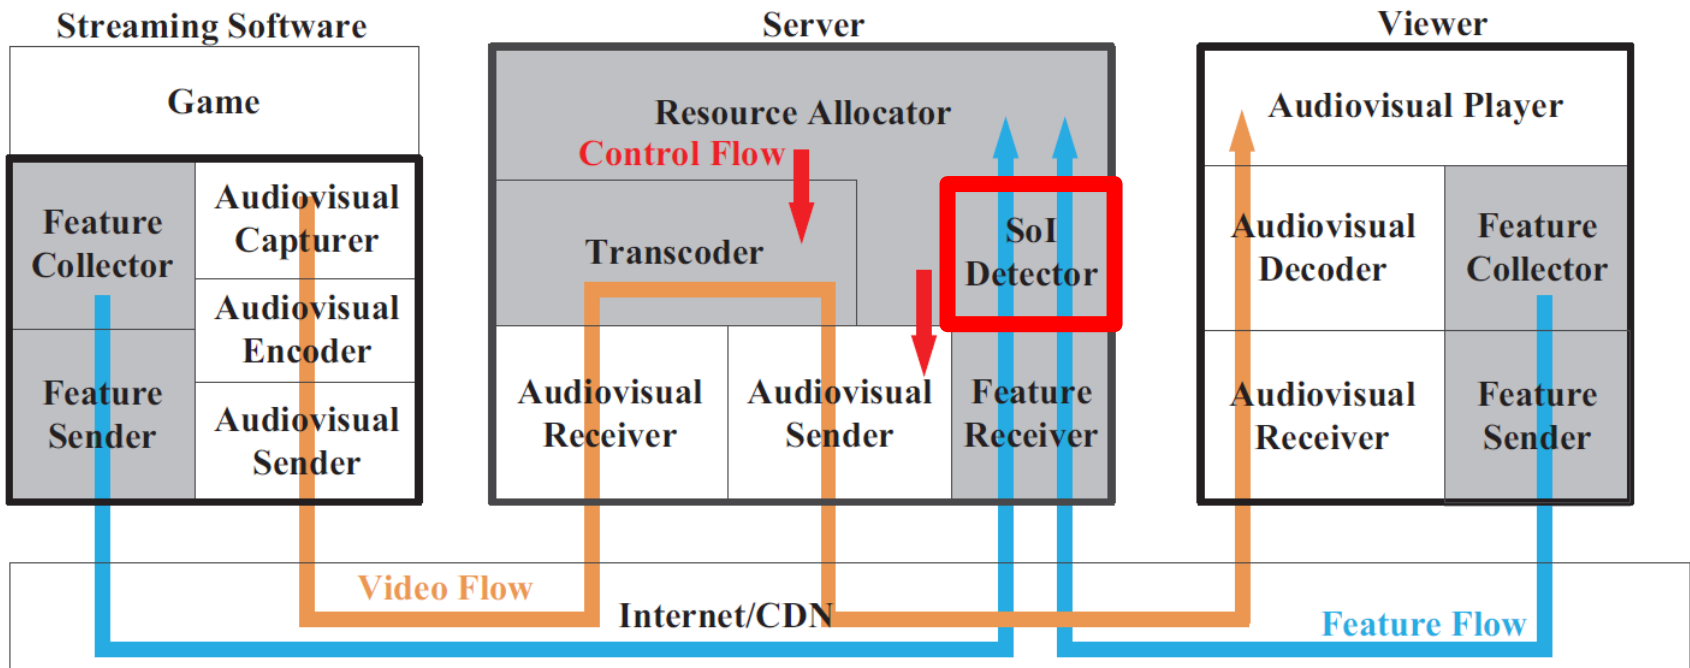 Streaming Software
Game
Feature
Collector
Feature
Sender
Audiovisual
Capturer
Audiovisual
Encoder
Audiovisual
Sender
Server
Resource Allocator
Control Flow
Transcoder
SoI
Detector
Audiovisual
Receiver
Audiovisual
Sender
Feature
Receiver
Viewer
Audiovisual Player
Audiovisual
Decoder
Feature
Collector
Audiovisual
Receiver
Feature
Sender
Video Flow
Internet/CDN
Feature Flow